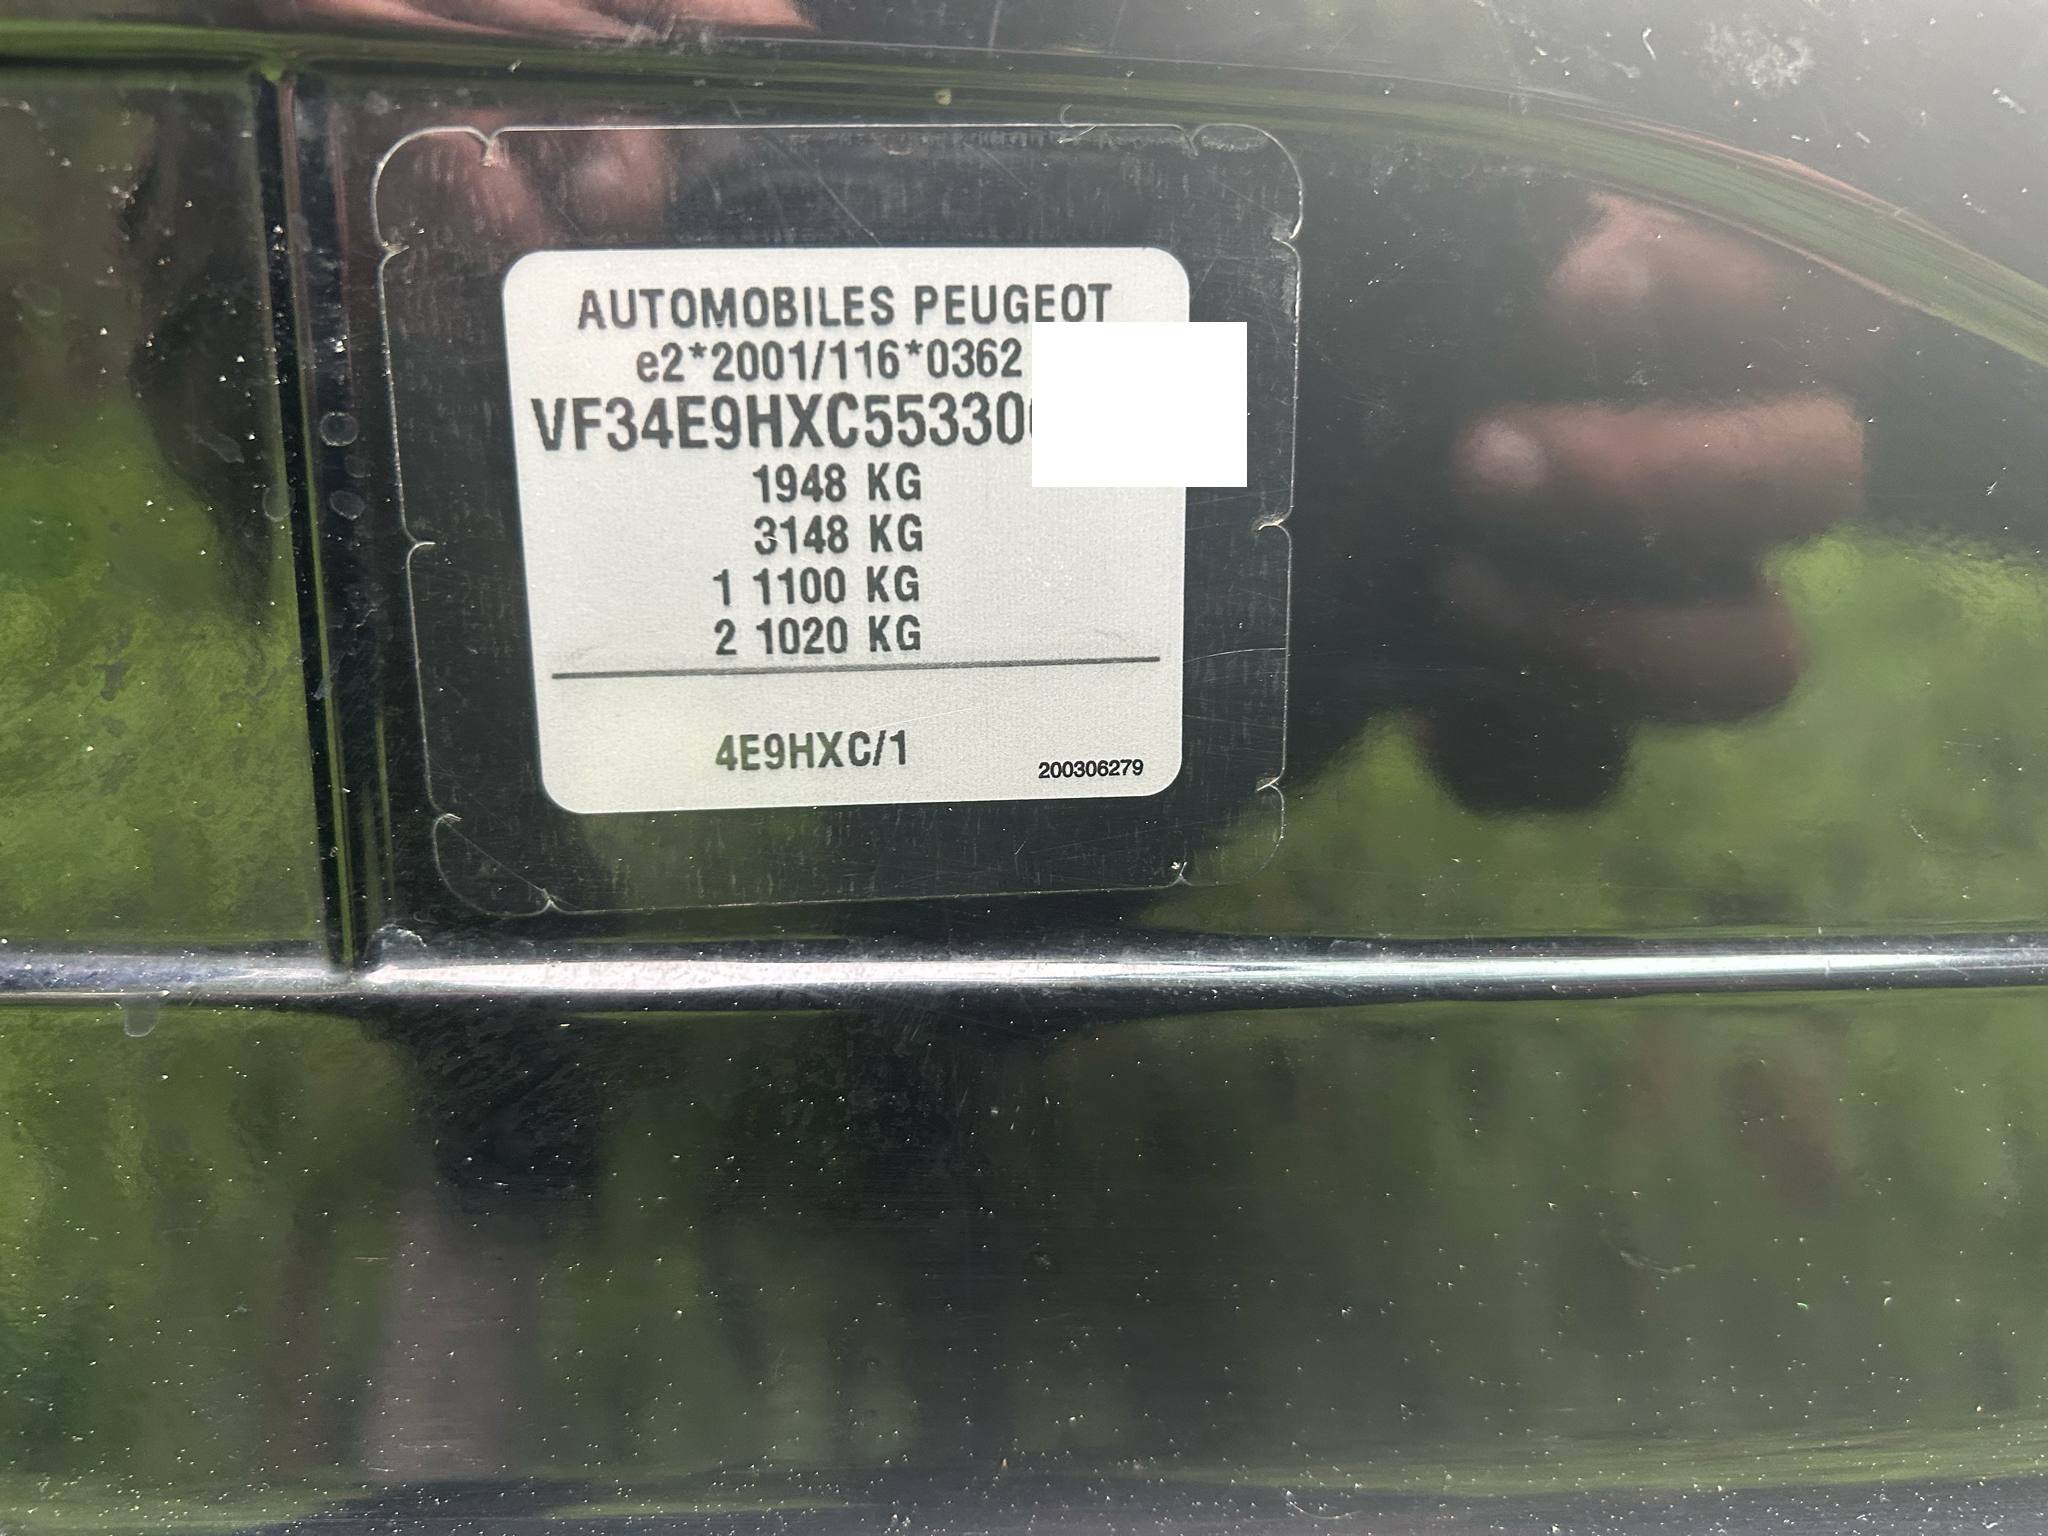 AUTOMOBILES PEUGEOT
e2*2001/116*0362
VF34E9HXC55330
1948 KG
3148 KG
1 1100 KG
2 1020 KG
4E9HXC/1
200306279